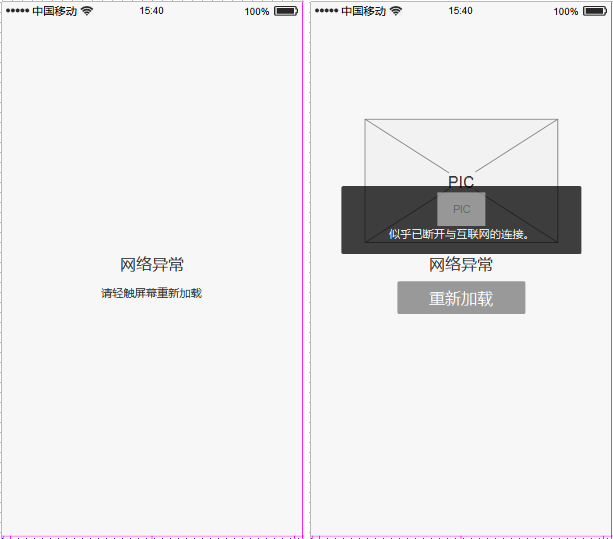 中国移动
15:40
100%
网络异常
请轻触屏幕重新加载
中国移动
15:40
100%
PIC
PIC
似乎已断开与互联网的连接。
网络异常
重新加载